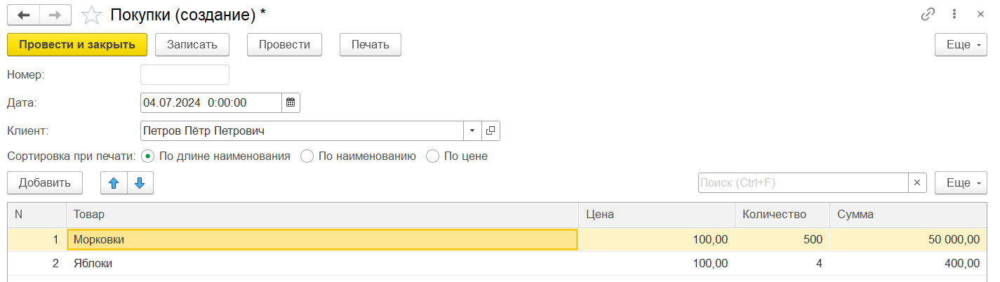 Покупки (создание) *
Провести и закрыть Записать Провести Печать Еще
Номер:
Дата: 04.07.2024 0:00:00
Клиент: Петров Пётр Петрович
Сортировка при печати: По длине наименования По наименованию По цене
Добавить Поиск (Ctrl+F) × Еще
N Товар Цена Количество Сумма
1 Морковки 100,00 500 50 000,00
2 Яблоки 100,00 4 400,00